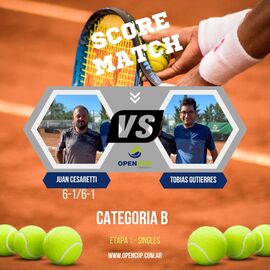 SCORE
MATCH
VS
OPENCUP
JUAN CESARETTI
TOBIAS GUTIERRES
6-1/6-1
CATEGORIA B
ETAPA 1 - SINGLES
WWW.OPENCUP.COM.AR